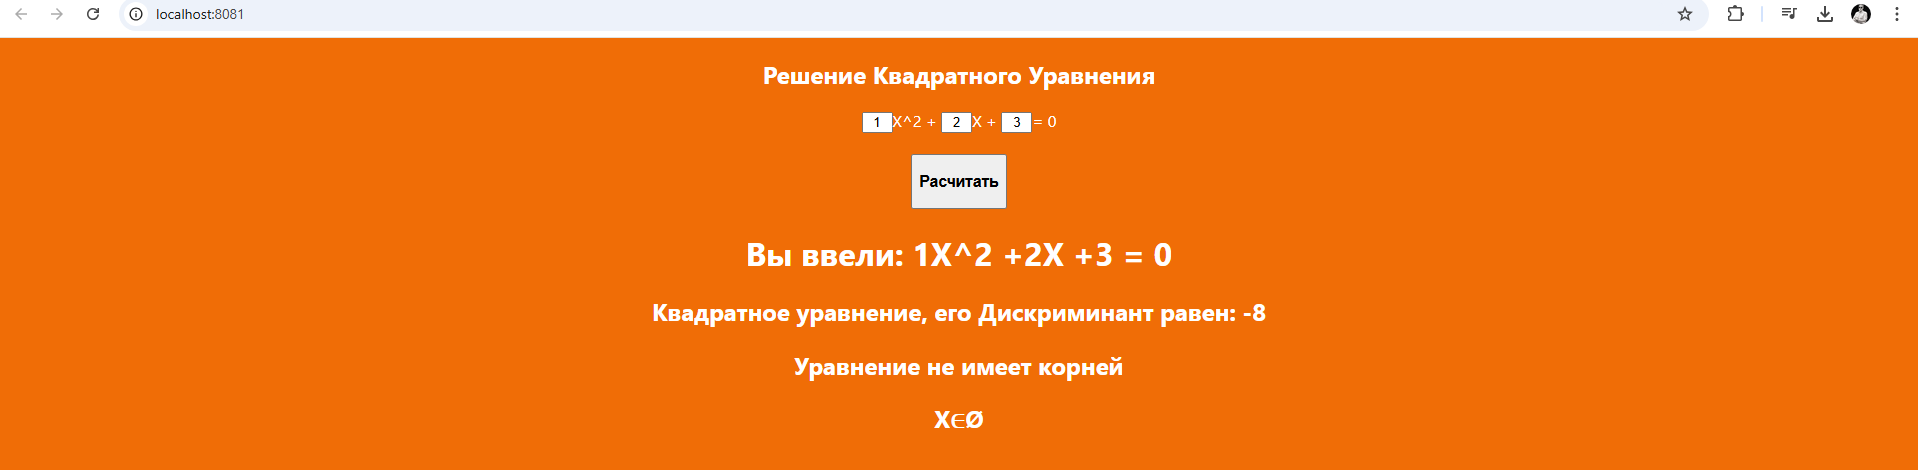 localhost:8081
Решение Квадратного Уравнения
1 X^2 + 2 X + 3 = 0
Расчитать
Вы ввели: 1X^2 +2X +3 = 0
Квадратное уравнение, его Дискриминант равен: -8
Уравнение не имеет корней
X∈Ø